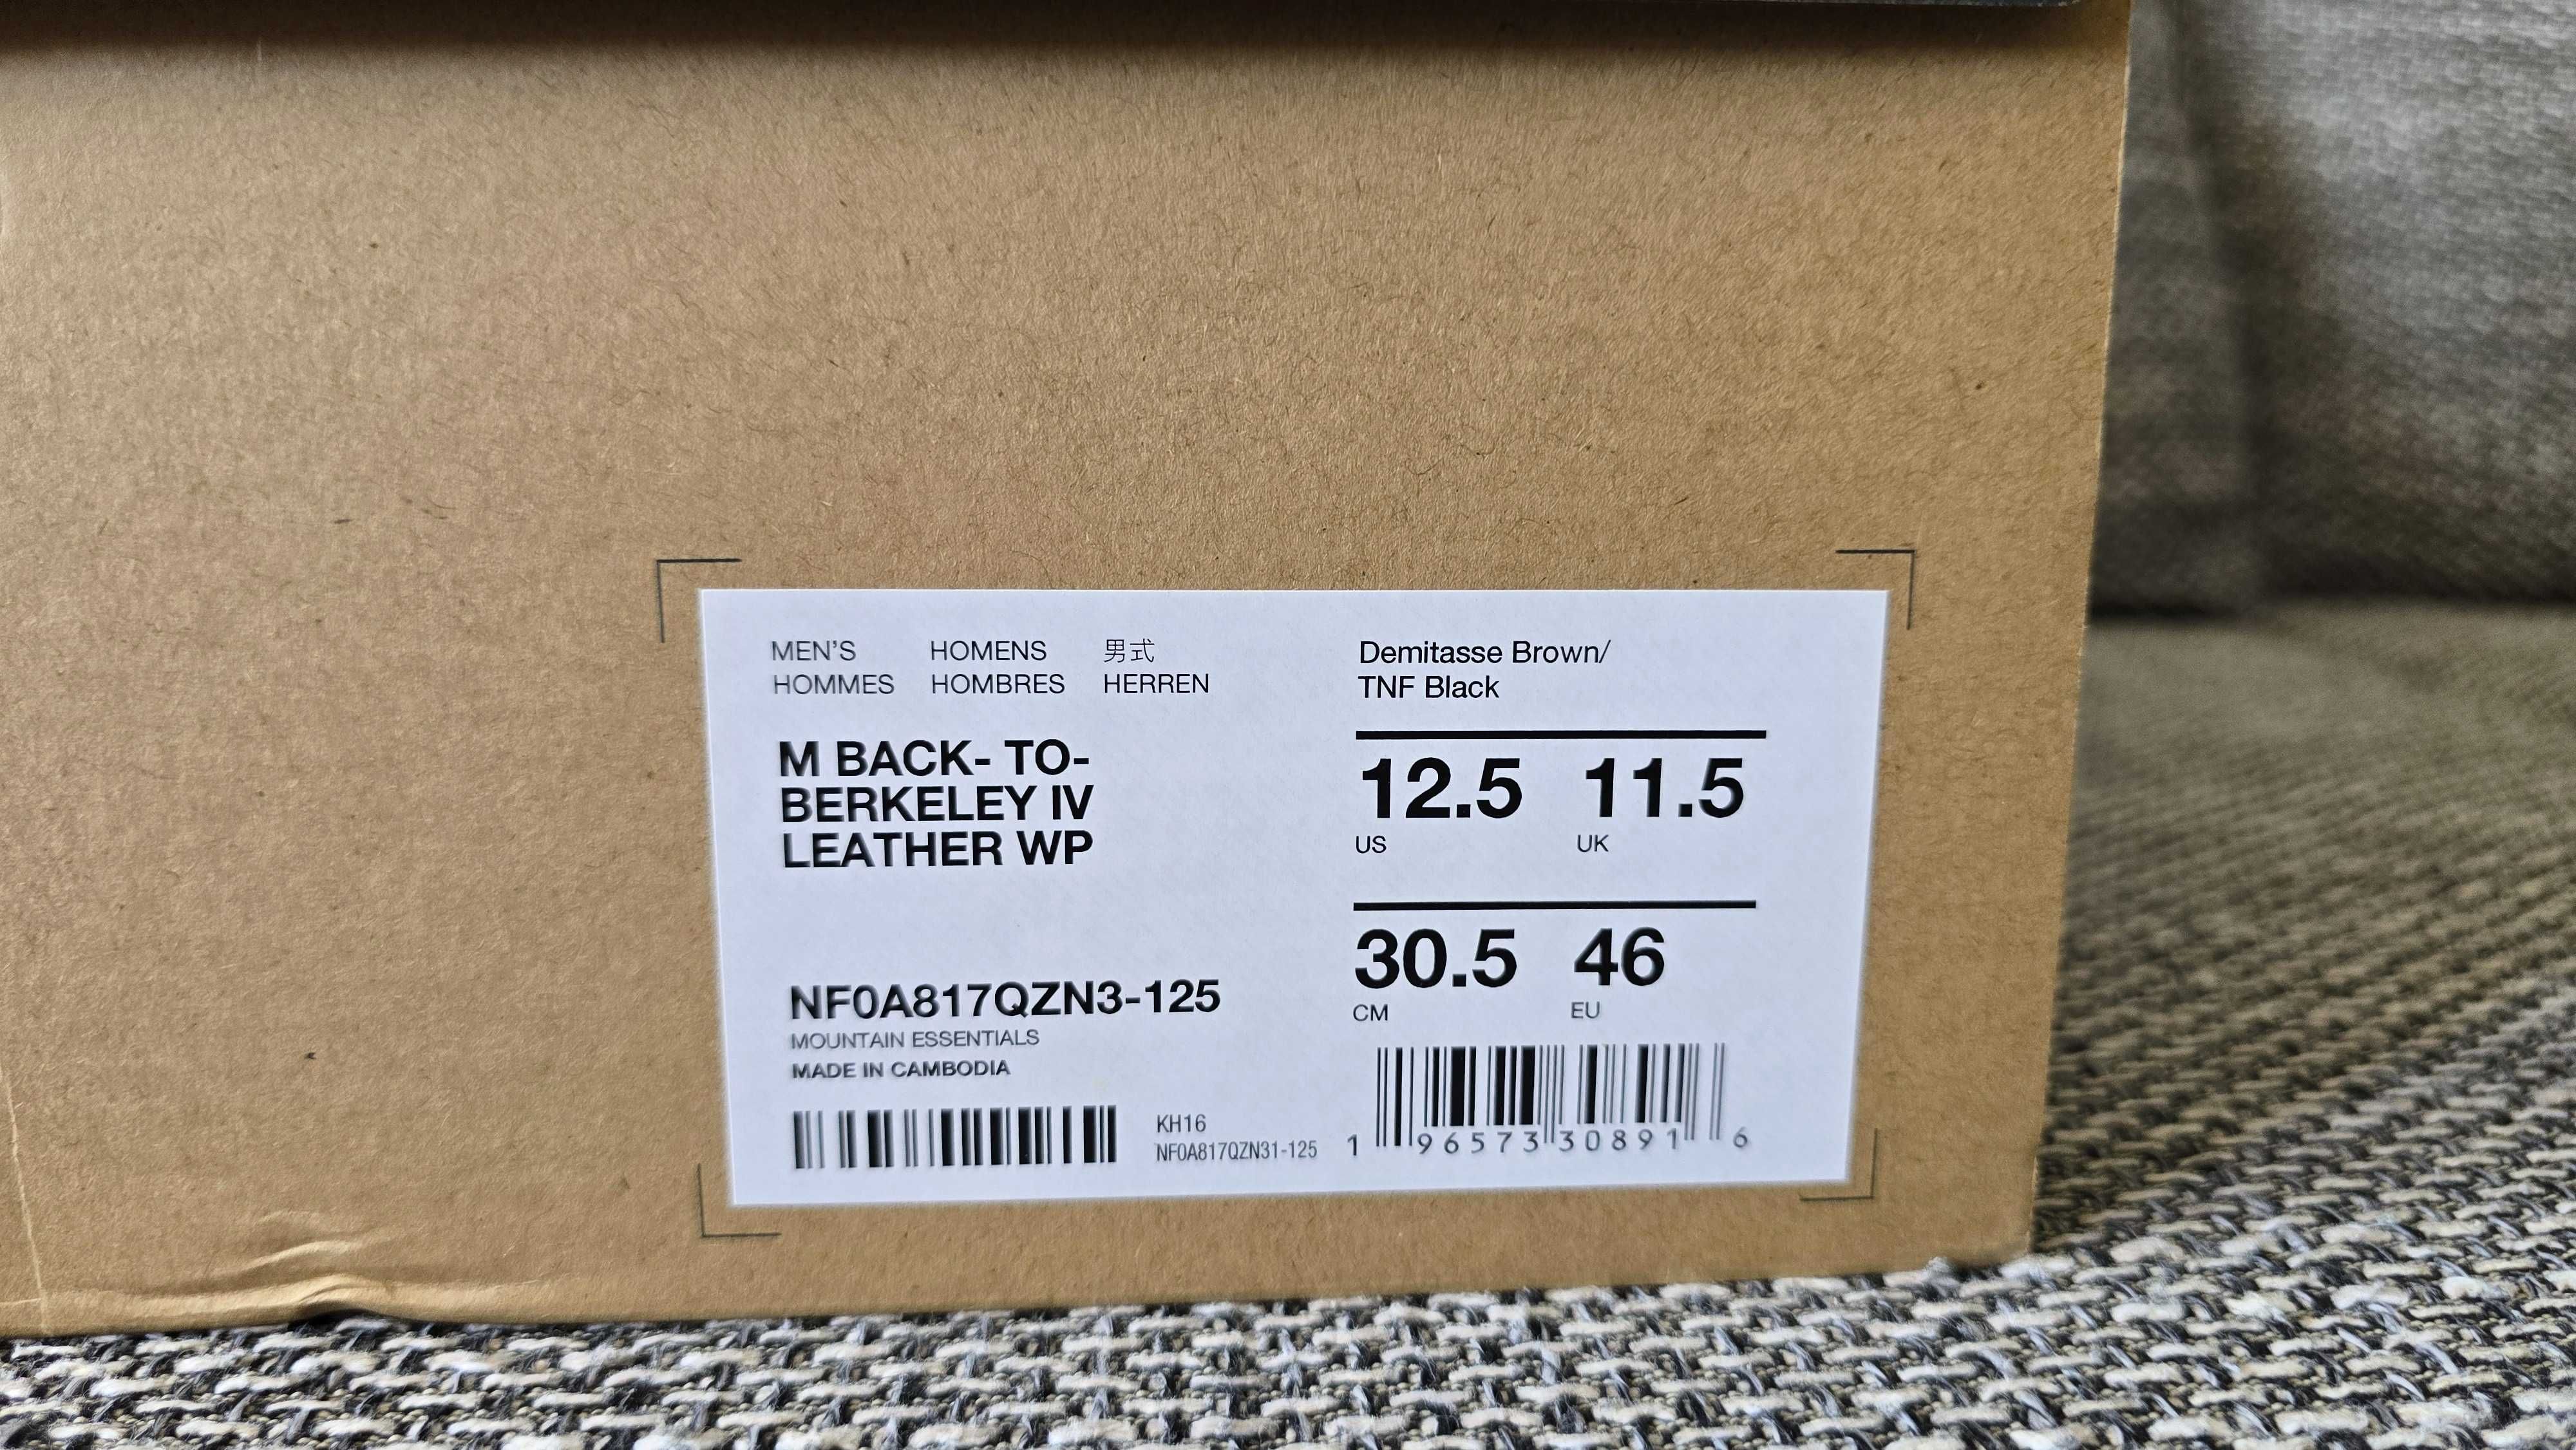 MEN'S HOMENS 男式
HOMMES HOMBRES HERREN
M BACK- TO-
BERKELEY IV
LEATHER WP
NF0A817QZN3-125
MOUNTAIN ESSENTIALS
MADE IN CAMBODIA
KH16
NF0A817QZN31-125
Demitasse Brown/
TNF Black
12.5 11.5
US UK
30.5 46
CM EU
1 96573 30891 6